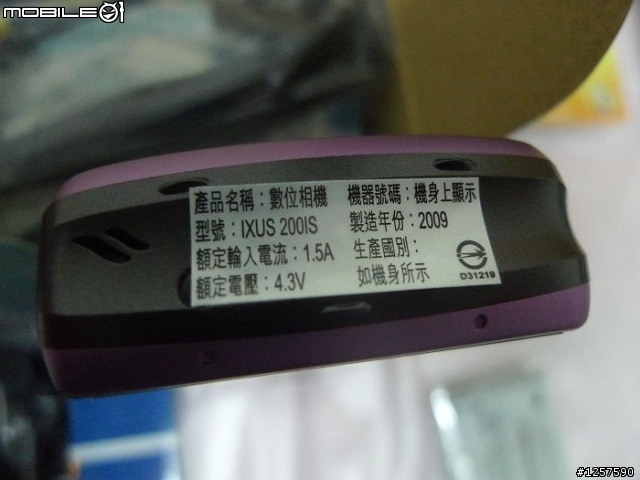 MOBILE01
產品名稱：數位相機 機器號碼：機身上顯示
型號：IXUS 200IS 製造年份：2009
額定輸入電流：1.5A 生產國別：
額定電壓：4.3V 如機身所示
D31219
#1257590